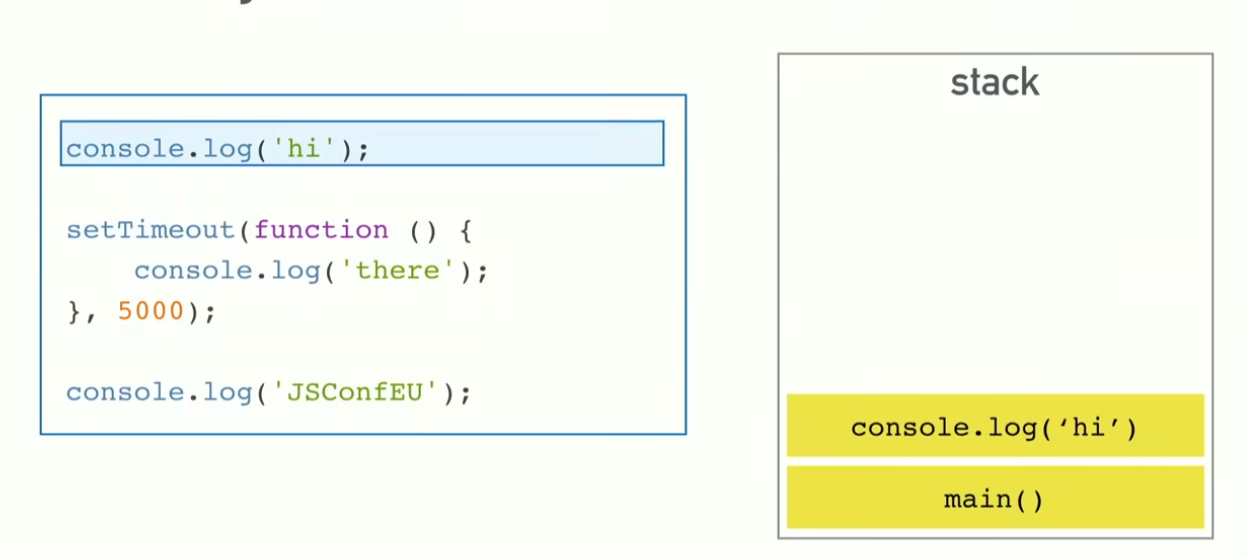 console.log('hi');
setTimeout(function () {
    console.log('there');
}, 5000);
console.log('JSConfEU');
stack
console.log(‘hi’)
main()